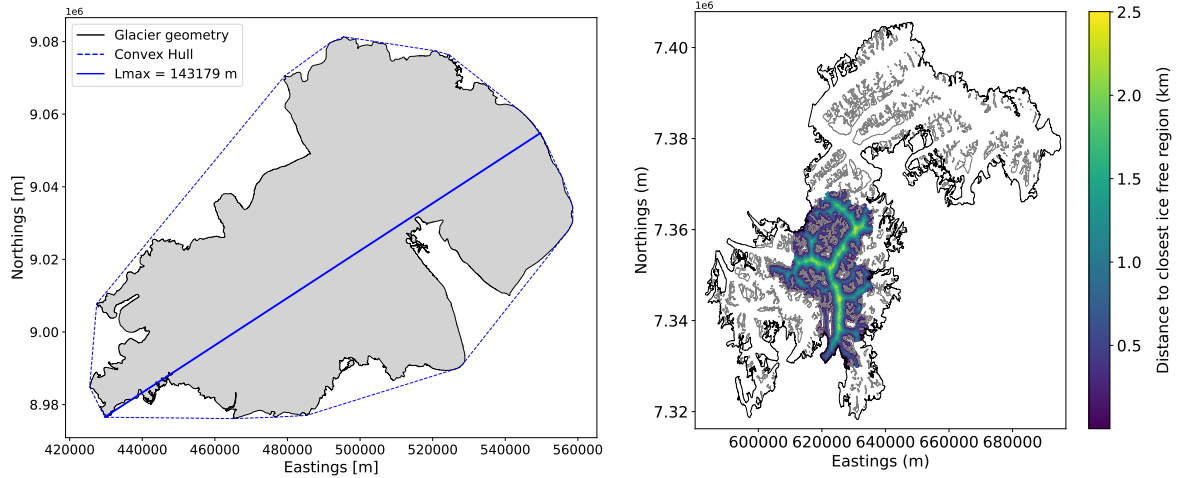 1e6
Glacier geometry
Convex Hull
Lmax = 143179 m
9.08
9.06
9.04
9.02
9.00
8.98
Northings [m]
420000 440000 460000 480000 500000 520000 540000 560000
Eastings [m]
1e6
7.40
7.38
7.36
7.34
7.32
Northings (m)
600000 620000 640000 660000 680000
Eastings (m)
2.5
2.0
1.5
1.0
0.5
Distance to closest ice free region (km)